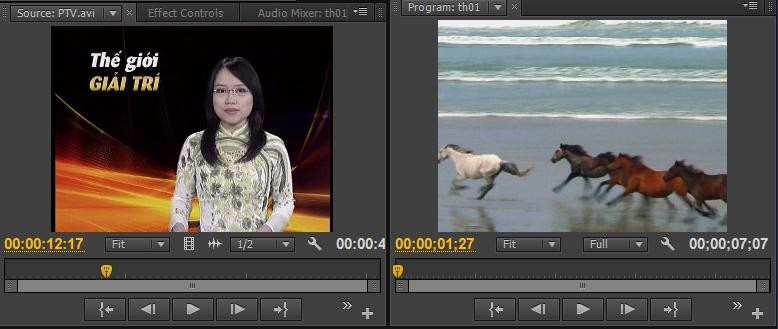 Source: PTV.avi
Effect Controls
Audio Mixer: th01
Program: th01
Thế giới
GIẢI TRÍ
00:00:12:17
Fit
1/2
00:00:4
00;00;01;27
Fit
Full
00;00;07;07